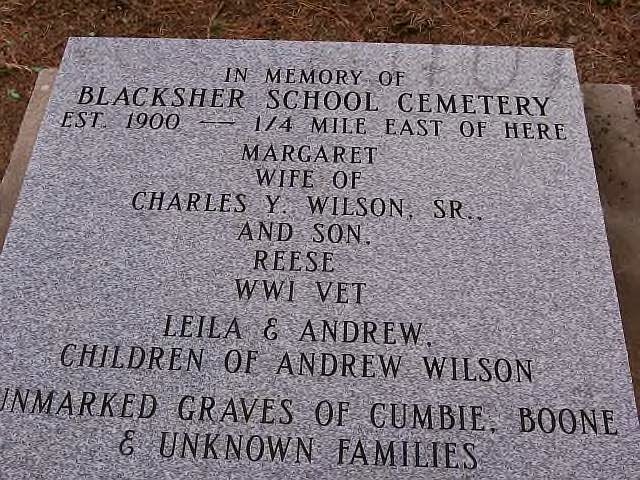 IN MEMORY OF
BLACKSHER SCHOOL CEMETERY
EST. 1900 — 1/4 MILE EAST OF HERE
MARGARET
WIFE OF
CHARLES Y. WILSON, SR.,
AND SON,
REESE
WWI VET
LEILA & ANDREW,
CHILDREN OF ANDREW WILSON
UNMARKED GRAVES OF CUMBIE, BOONE
& UNKNOWN FAMILIES